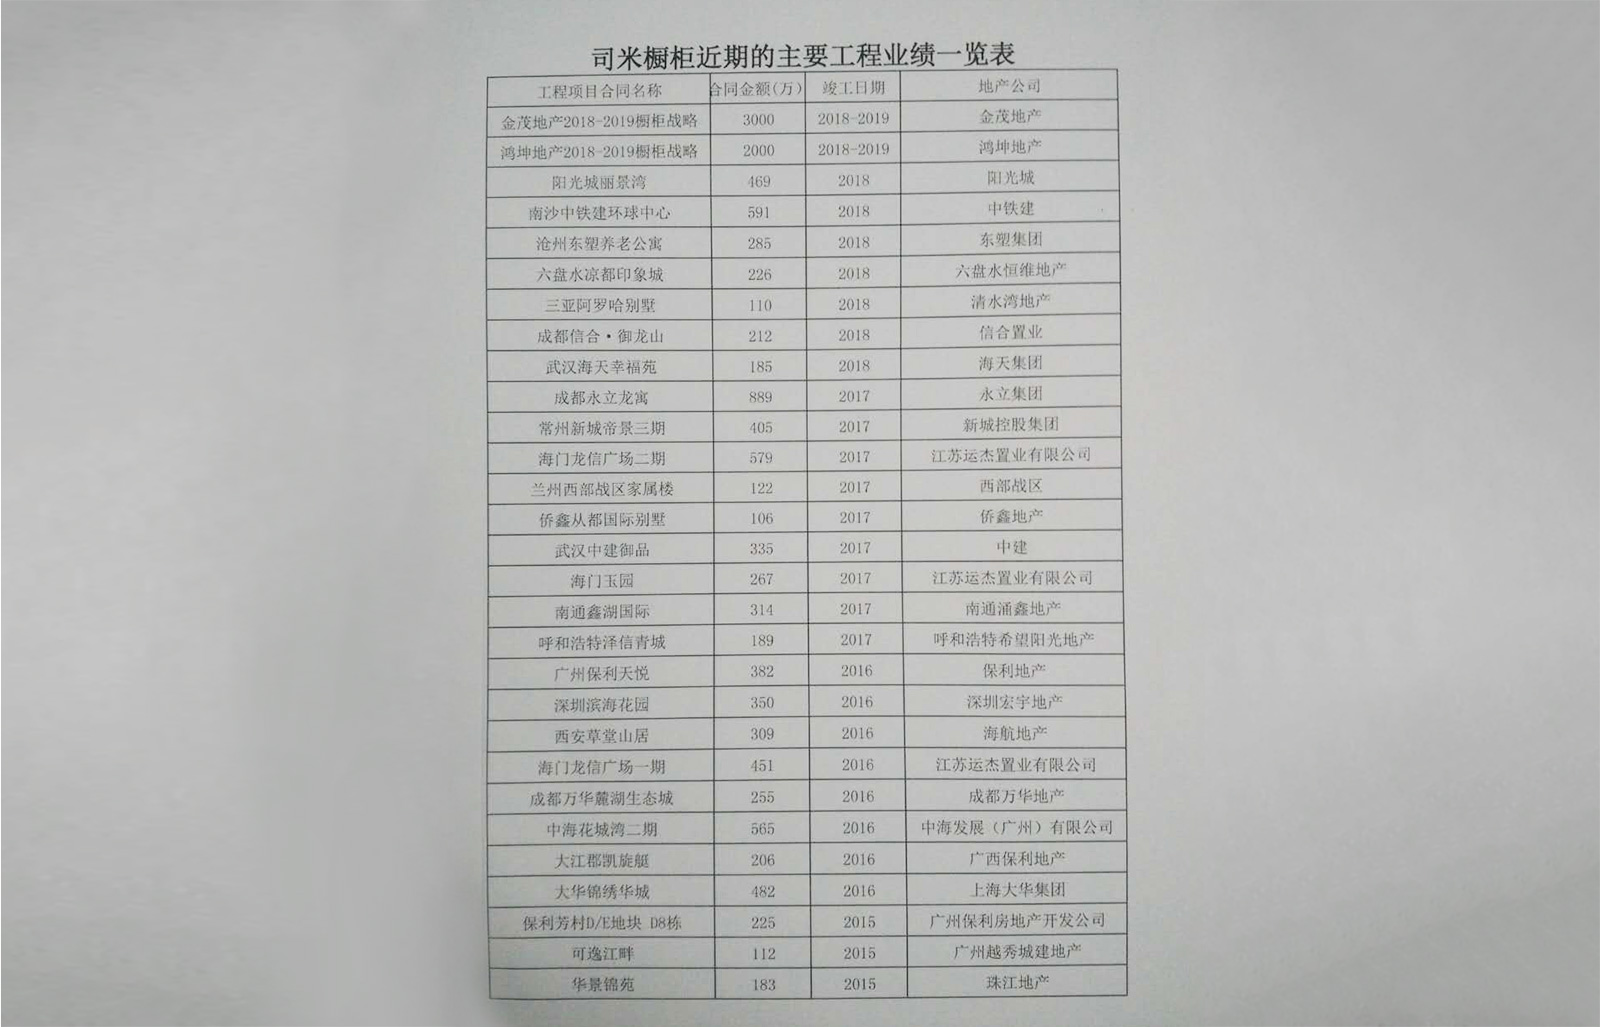 司米橱柜近期的主要工程业绩一览表
工程项目合同名称 合同金额(万) 竣工日期 地产公司
金茂地产2018-2019橱柜战略 3000 2018-2019 金茂地产
鸿坤地产2018-2019橱柜战略 2000 2018-2019 鸿坤地产
阳光城丽景湾 469 2018 阳光城
南沙中铁建环球中心 591 2018 中铁建
沧州东塑养老公寓 285 2018 东塑集团
六盘水凉都印象城 226 2018 六盘水恒维地产
三亚阿罗哈别墅 110 2018 清水湾地产
成都信合·御龙山 212 2018 信合置业
武汉海天幸福苑 185 2018 海天集团
成都永立龙寓 889 2017 永立集团
常州新城帝景三期 405 2017 新城控股集团
海门龙信广场二期 579 2017 江苏运杰置业有限公司
兰州西部战区家属楼 122 2017 西部战区
侨鑫从都国际别墅 106 2017 侨鑫地产
武汉中建御品 335 2017 中建
海门玉园 267 2017 江苏运杰置业有限公司
南通鑫湖国际 314 2017 南通涌鑫地产
呼和浩特泽信青城 189 2017 呼和浩特希望阳光地产
广州保利天悦 382 2016 保利地产
深圳滨海花园 350 2016 深圳宏宇地产
西安草堂山居 309 2016 海航地产
海门龙信广场一期 451 2016 江苏运杰置业有限公司
成都万华麓湖生态城 255 2016 成都万华地产
中海花城湾二期 565 2016 中海发展（广州）有限公司
大江郡凯旋艇 206 2016 广西保利地产
大华锦绣华城 482 2016 上海大华集团
保利芳村D/E地块 D8栋 225 2015 广州保利房地产开发公司
可逸江畔 112 2015 广州越秀城建地产
华景锦苑 183 2015 珠江地产